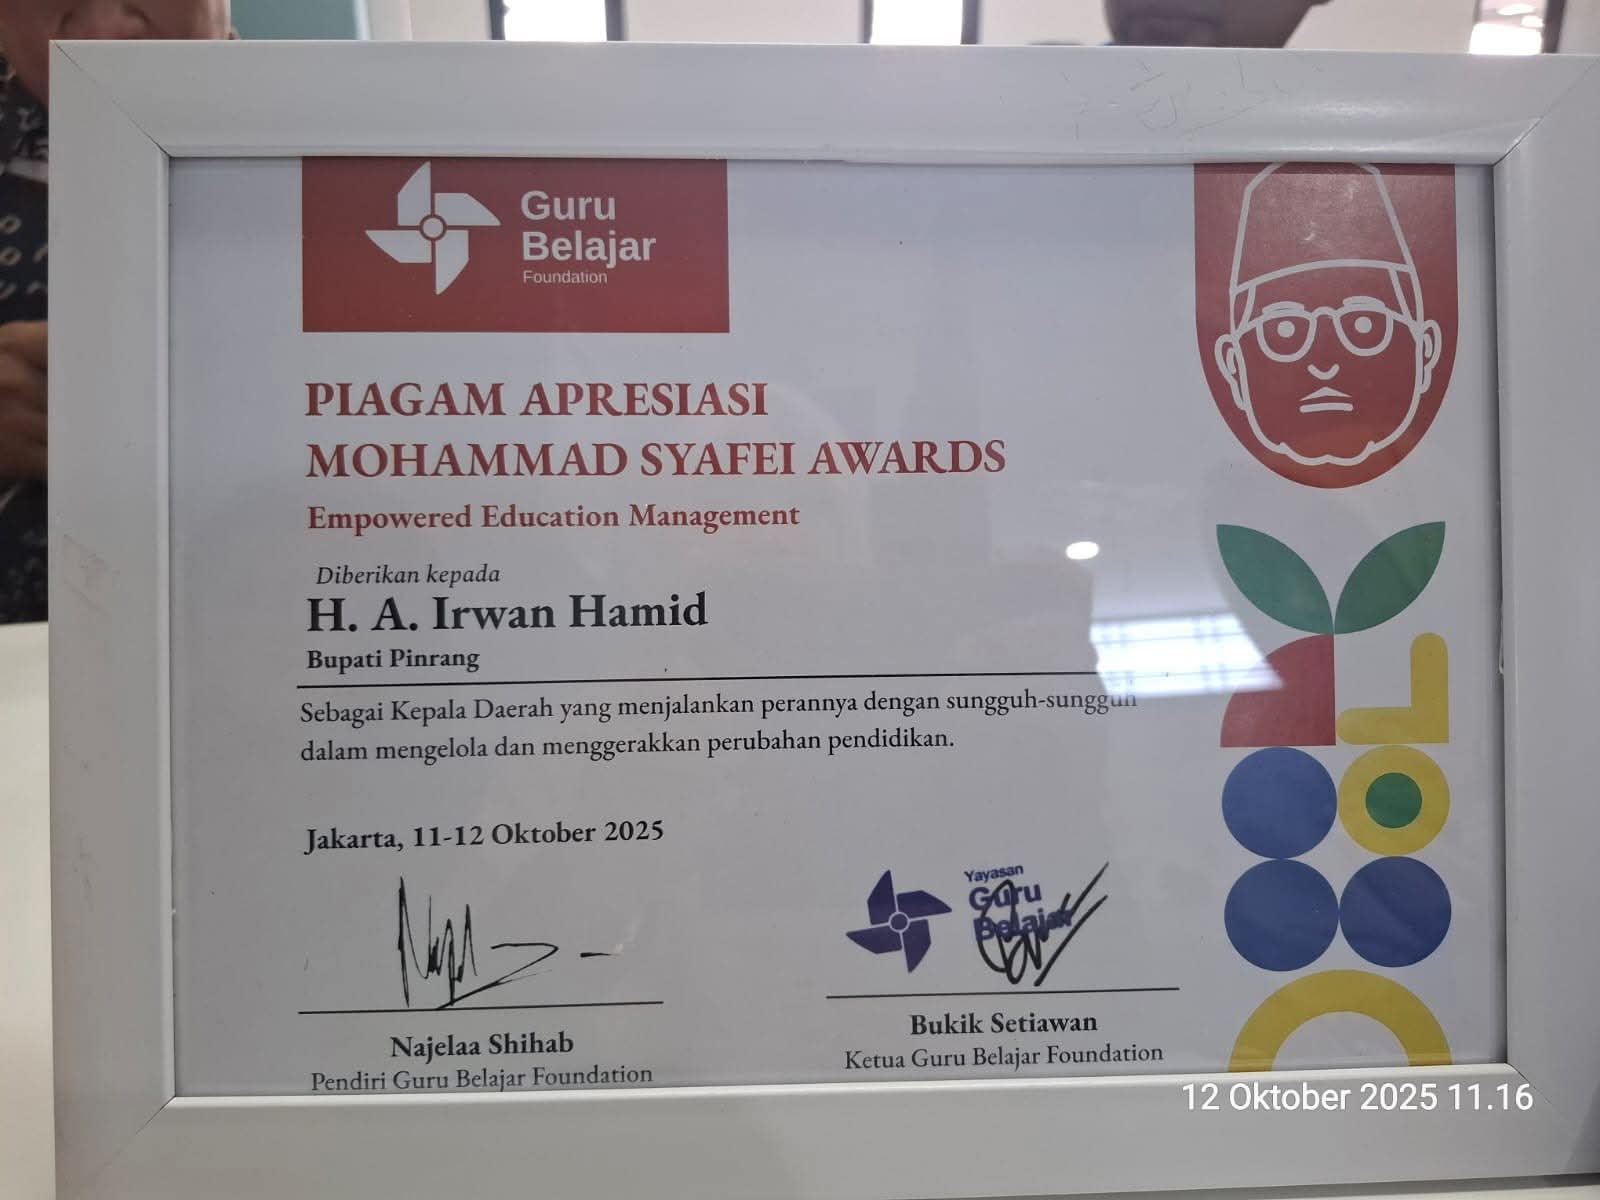 Guru
Belajar
Foundation
PIAGAM APRESIASI
MOHAMMAD SYAFEI AWARDS
Empowered Education Management
Diberikan kepada
H. A. Irwan Hamid
Bupati Pinrang
Sebagai Kepala Daerah yang menjalankan perannya dengan sungguh-sungguh
dalam mengelola dan menggerakkan perubahan pendidikan.
Jakarta, 11-12 Oktober 2025
Yayasan
Guru
Belajar
Najelaa Shihab
Pendiri Guru Belajar Foundation
Bukik Setiawan
Ketua Guru Belajar Foundation
12 Oktober 2025 11.16